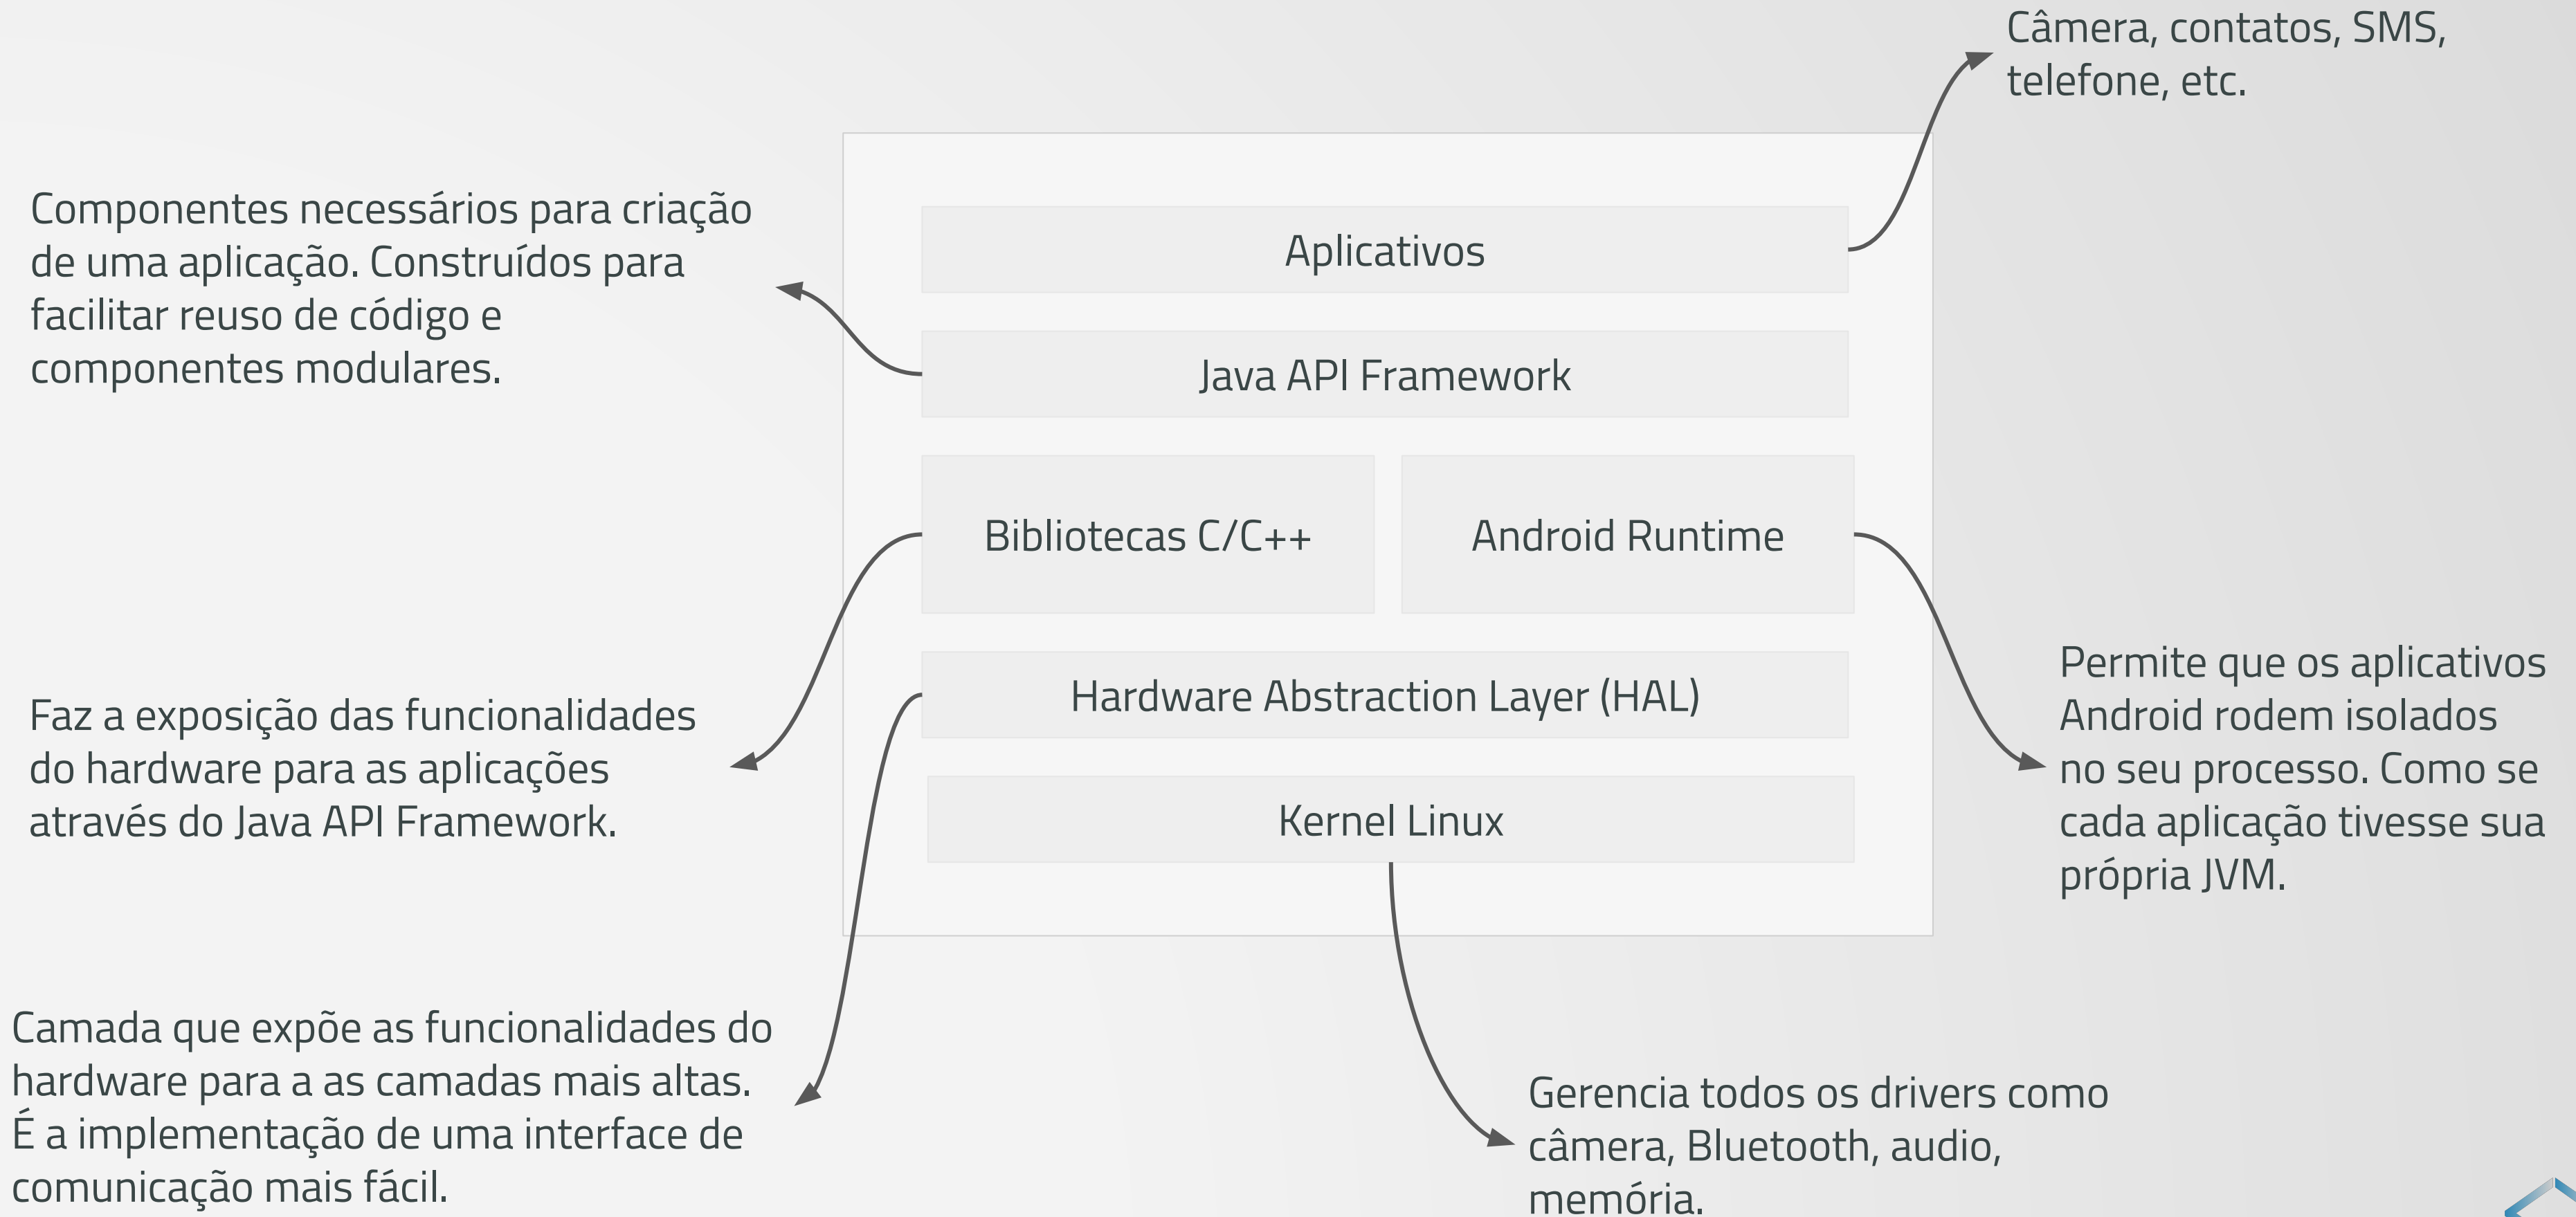 Câmera, contatos, SMS,
telefone, etc.
Componentes necessários para criação
de uma aplicação. Construídos para
facilitar reuso de código e
componentes modulares.
Aplicativos
Java API Framework
Bibliotecas C/C++
Android Runtime
Hardware Abstraction Layer (HAL)
Kernel Linux
Faz a exposição das funcionalidades
do hardware para as aplicações
através do Java API Framework.
Permite que os aplicativos
Android rodem isolados
no seu processo. Como se
cada aplicação tivesse sua
própria JVM.
Camada que expõe as funcionalidades do
hardware para a as camadas mais altas.
É a implementação de uma interface de
comunicação mais fácil.
Gerencia todos os drivers como
câmera, Bluetooth, audio,
memória.